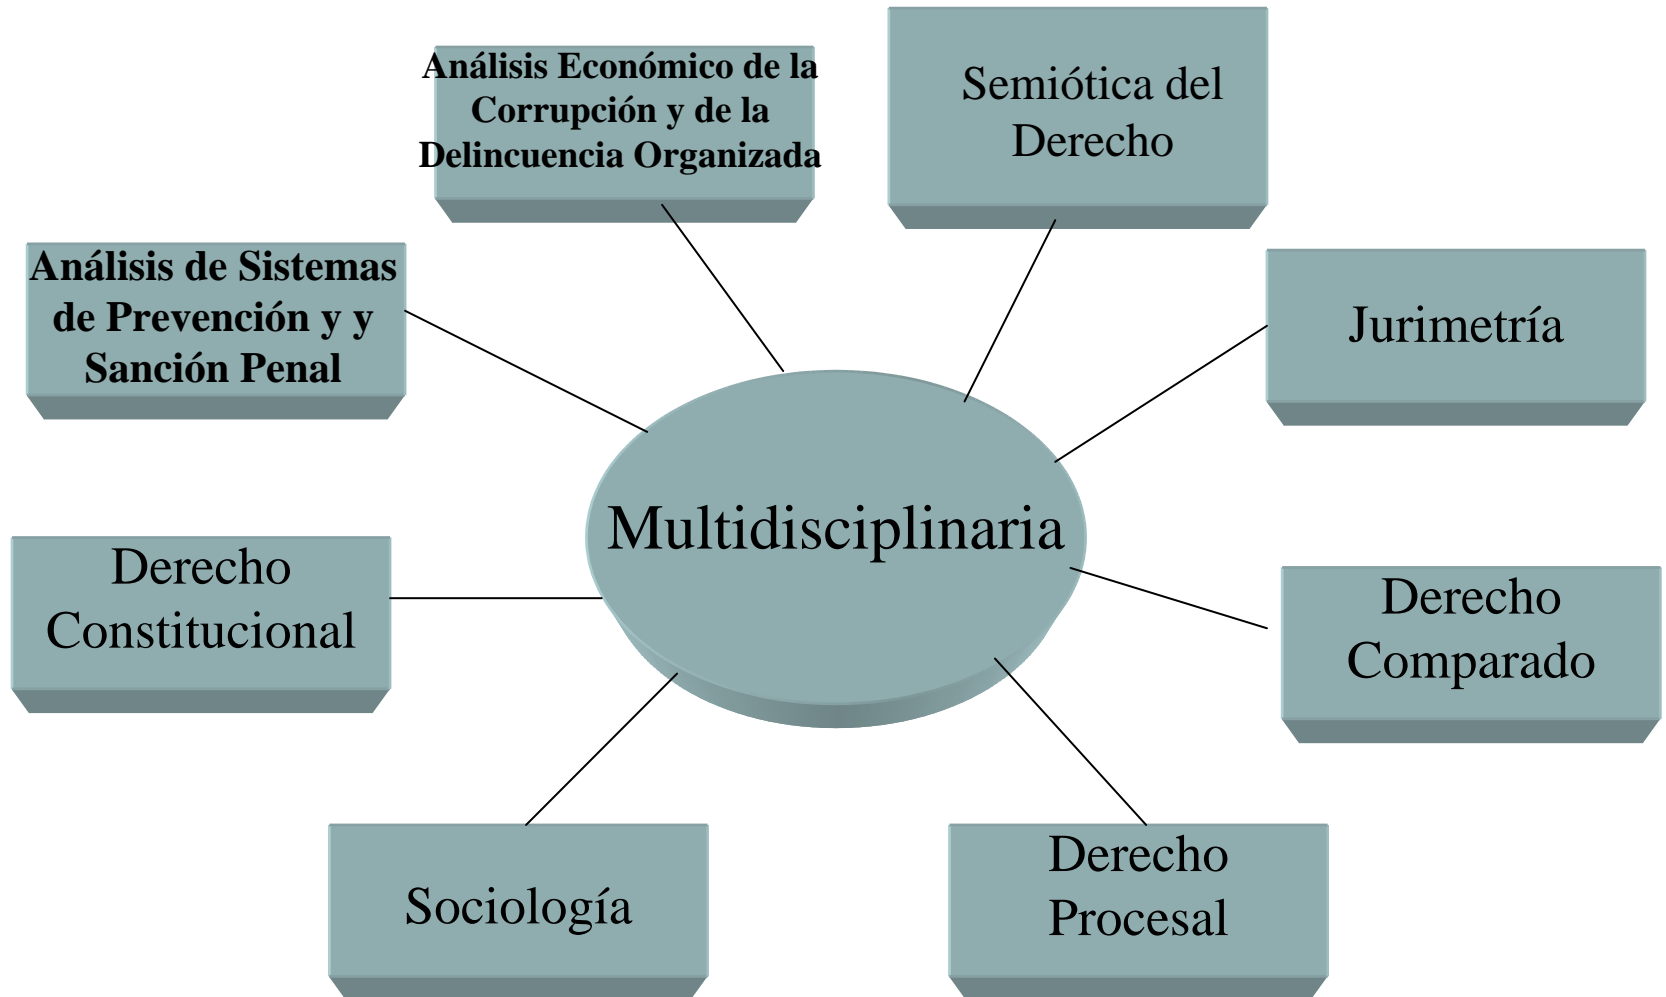 Análisis Económico de la
Corrupción y de la
Delincuencia Organizada
Semiótica del
Derecho
Análisis de Sistemas
de Prevención y y
Sanción Penal
Jurimetría
Multidisciplinaria
Derecho
Constitucional
Derecho
Comparado
Sociología
Derecho
Procesal